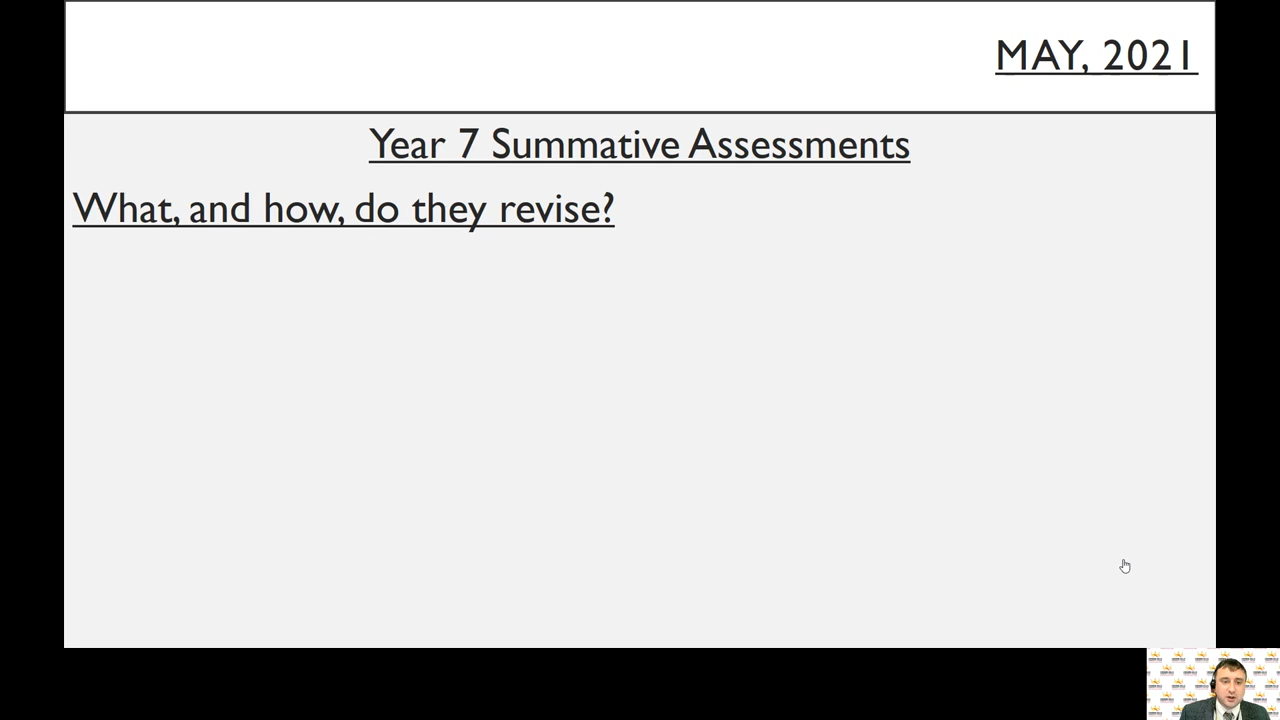 MAY, 2021
Year 7 Summative Assessments
What, and how, do they revise?